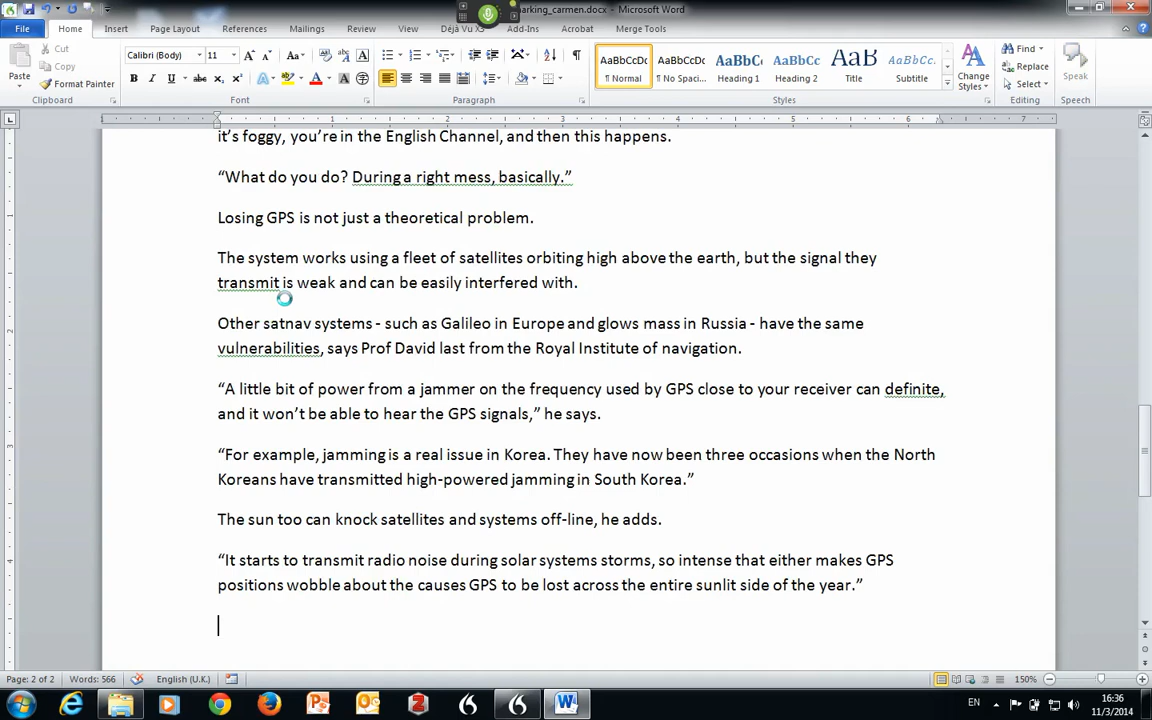 arking_carmen.docx - Microsoft Word
File Home Insert Page Layout References Mailings Review View Déjà Vu X3 Add-Ins Acrobat Merge Tools
Paste Cut Copy Format Painter
Calibri (Body) 11
¶ Normal ¶ No Spaci... Heading 1 Heading 2 Title Subtitle
Change Styles
Find Replace Select
Speak
Clipboard Font Paragraph Styles Editing Speech
it’s foggy, you’re in the English Channel, and then this happens.
“What do you do? During a right mess, basically.”
Losing GPS is not just a theoretical problem.
The system works using a fleet of satellites orbiting high above the earth, but the signal they
transmit is weak and can be easily interfered with.
Other satnav systems - such as Galileo in Europe and glows mass in Russia - have the same
vulnerabilities, says Prof David last from the Royal Institute of navigation.
“A little bit of power from a jammer on the frequency used by GPS close to your receiver can definite,
and it won’t be able to hear the GPS signals,” he says.
“For example, jamming is a real issue in Korea. They have now been three occasions when the North
Koreans have transmitted high-powered jamming in South Korea.”
The sun too can knock satellites and systems off-line, he adds.
“It starts to transmit radio noise during solar systems storms, so intense that either makes GPS
positions wobble about the causes GPS to be lost across the entire sunlit side of the year.”
Page: 2 of 2 Words: 566 English (U.K.) 150%
EN 16:36
11/3/2014